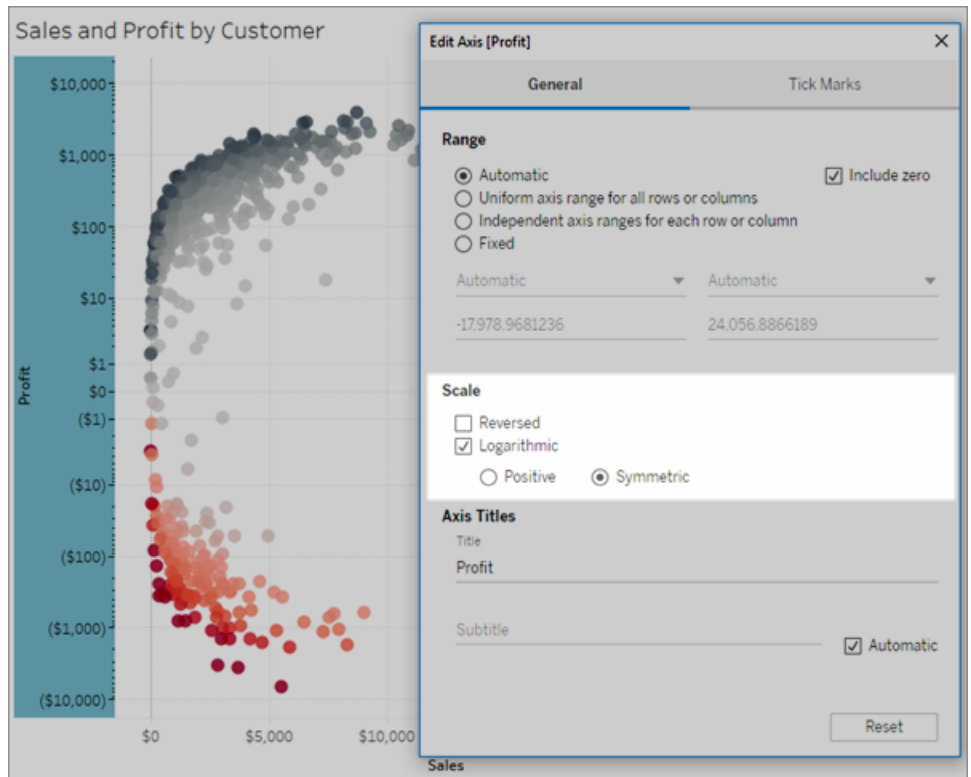 Sales and Profit by Customer
Edit Axis [Profit]
General
Tick Marks
Range
Automatic
Include zero
Uniform axis range for all rows or columns
Independent axis ranges for each row or column
Fixed
Automatic
Automatic
-17,978.9681236
24,056.8866189
Scale
Reversed
Logarithmic
Positive
Symmetric
Axis Titles
Title
Profit
Subtitle
Automatic
Reset
$10,000
$1,000
$100
$10
$1
$0
($1)
($10)
($100)
($1,000)
($10,000)
Profit
$0
$5,000
$10,000
Sales